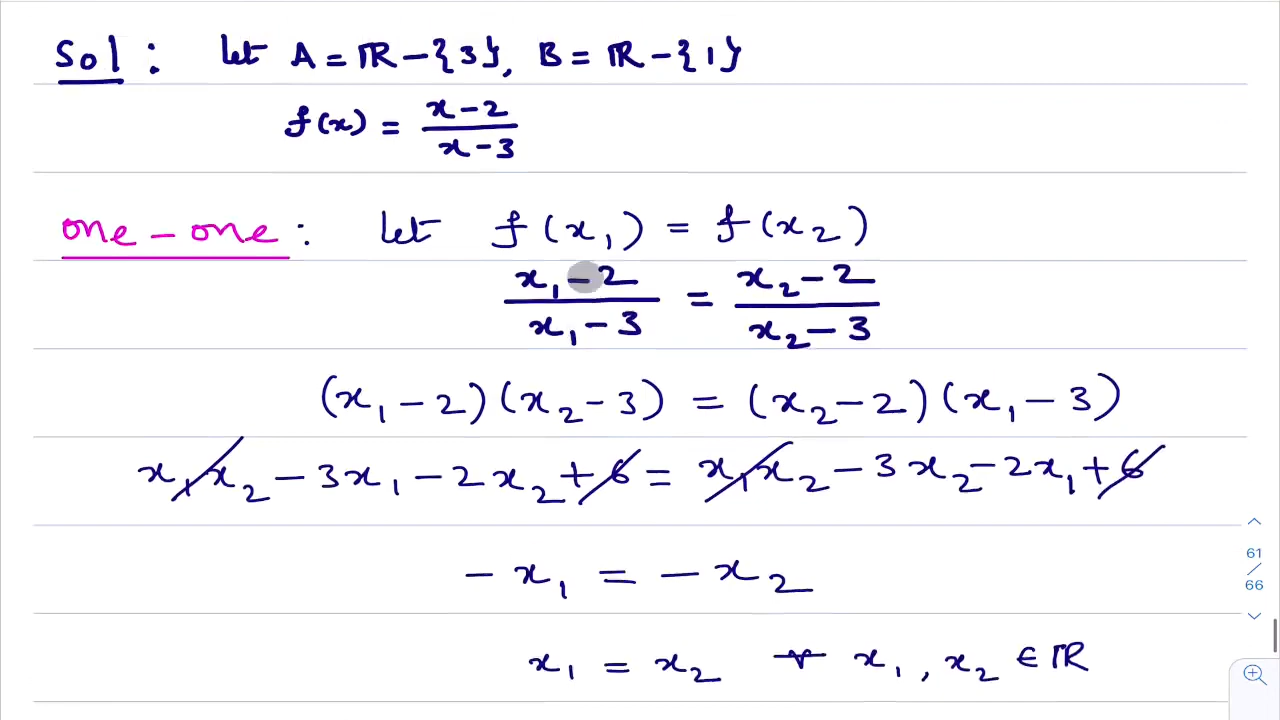 Sol : let A = ℝ − {3}, B = ℝ − {1}
f(x) = (x − 2)/(x − 3)
one - one : let f(x₁) = f(x₂)
(x₁ − 2)/(x₁ − 3) = (x₂ − 2)/(x₂ − 3)
(x₁ − 2)(x₂ − 3) = (x₂ − 2)(x₁ − 3)
x₁x₂ − 3x₁ − 2x₂ + 6 = x₁x₂ − 3x₂ − 2x₁ + 6
− x₁ = − x₂
x₁ = x₂ ∀ x₁, x₂ ∈ ℝ
61
/
66